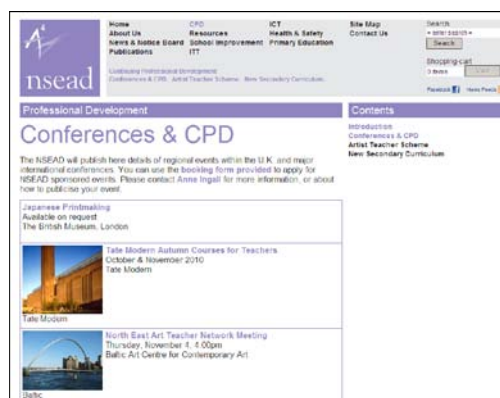 nsead
Home
About Us
News & Notice Board
Publications
CPD
Resources
School Improvement
ITT
ICT
Health & Safety
Primary Education
Site Map
Contact Us
Search
Search
Shopping-cart
0 items
Facebook
News Feeds
Continuing Professional Development
Conferences & CPD Artist Teacher Scheme New Secondary Curriculum
Professional Development
Conferences & CPD
The NSEAD will publish here details of regional events within the U.K. and major
international conferences. You can use the booking form provided to apply for
NSEAD sponsored events. Please contact Anne Ingall for more information, or about
how to publicise your event.
Japanese Printmaking
Available on request
The British Museum, London
Tate Modern Autumn Courses for Teachers
October & November 2010
Tate Modern
Tate Modern
North East Art Teacher Network Meeting
Thursday, November 4, 4:00pm
Baltic Art Centre for Contemporary Art
Baltic
Contents
Introduction
Conferences & CPD
Artist Teacher Scheme
New Secondary Curriculum